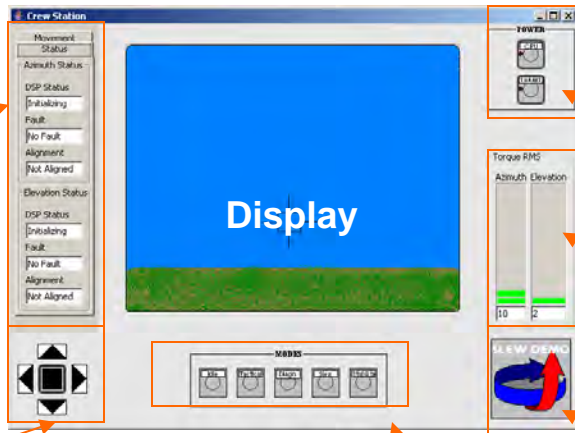 Crew Station
Movement
Status
Azimuth Status
DSP Status
Initializing
Fault
No Fault
Alignment
Not Aligned
Elevation Status
DSP Status
Initializing
Fault
No Fault
Alignment
Not Aligned
Display
MODES
Idle
POWER
Torque RMS
Azimuth Elevation
10 2
SLEW DEMO